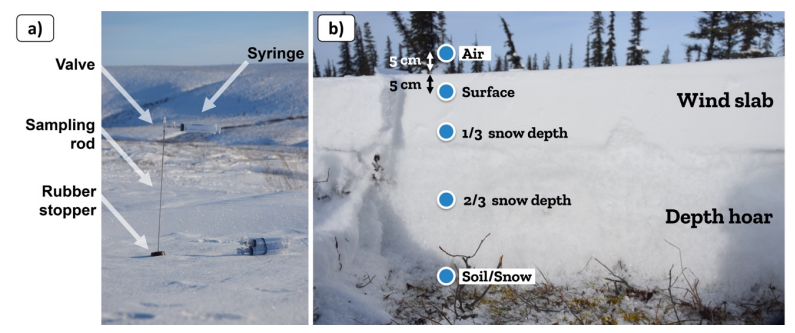 a)
Valve
Syringe
Sampling
rod
Rubber
stopper
b)
5 cm
Air
5 cm
Surface
Wind slab
1/3 snow depth
2/3 snow depth
Depth hoar
Soil/Snow